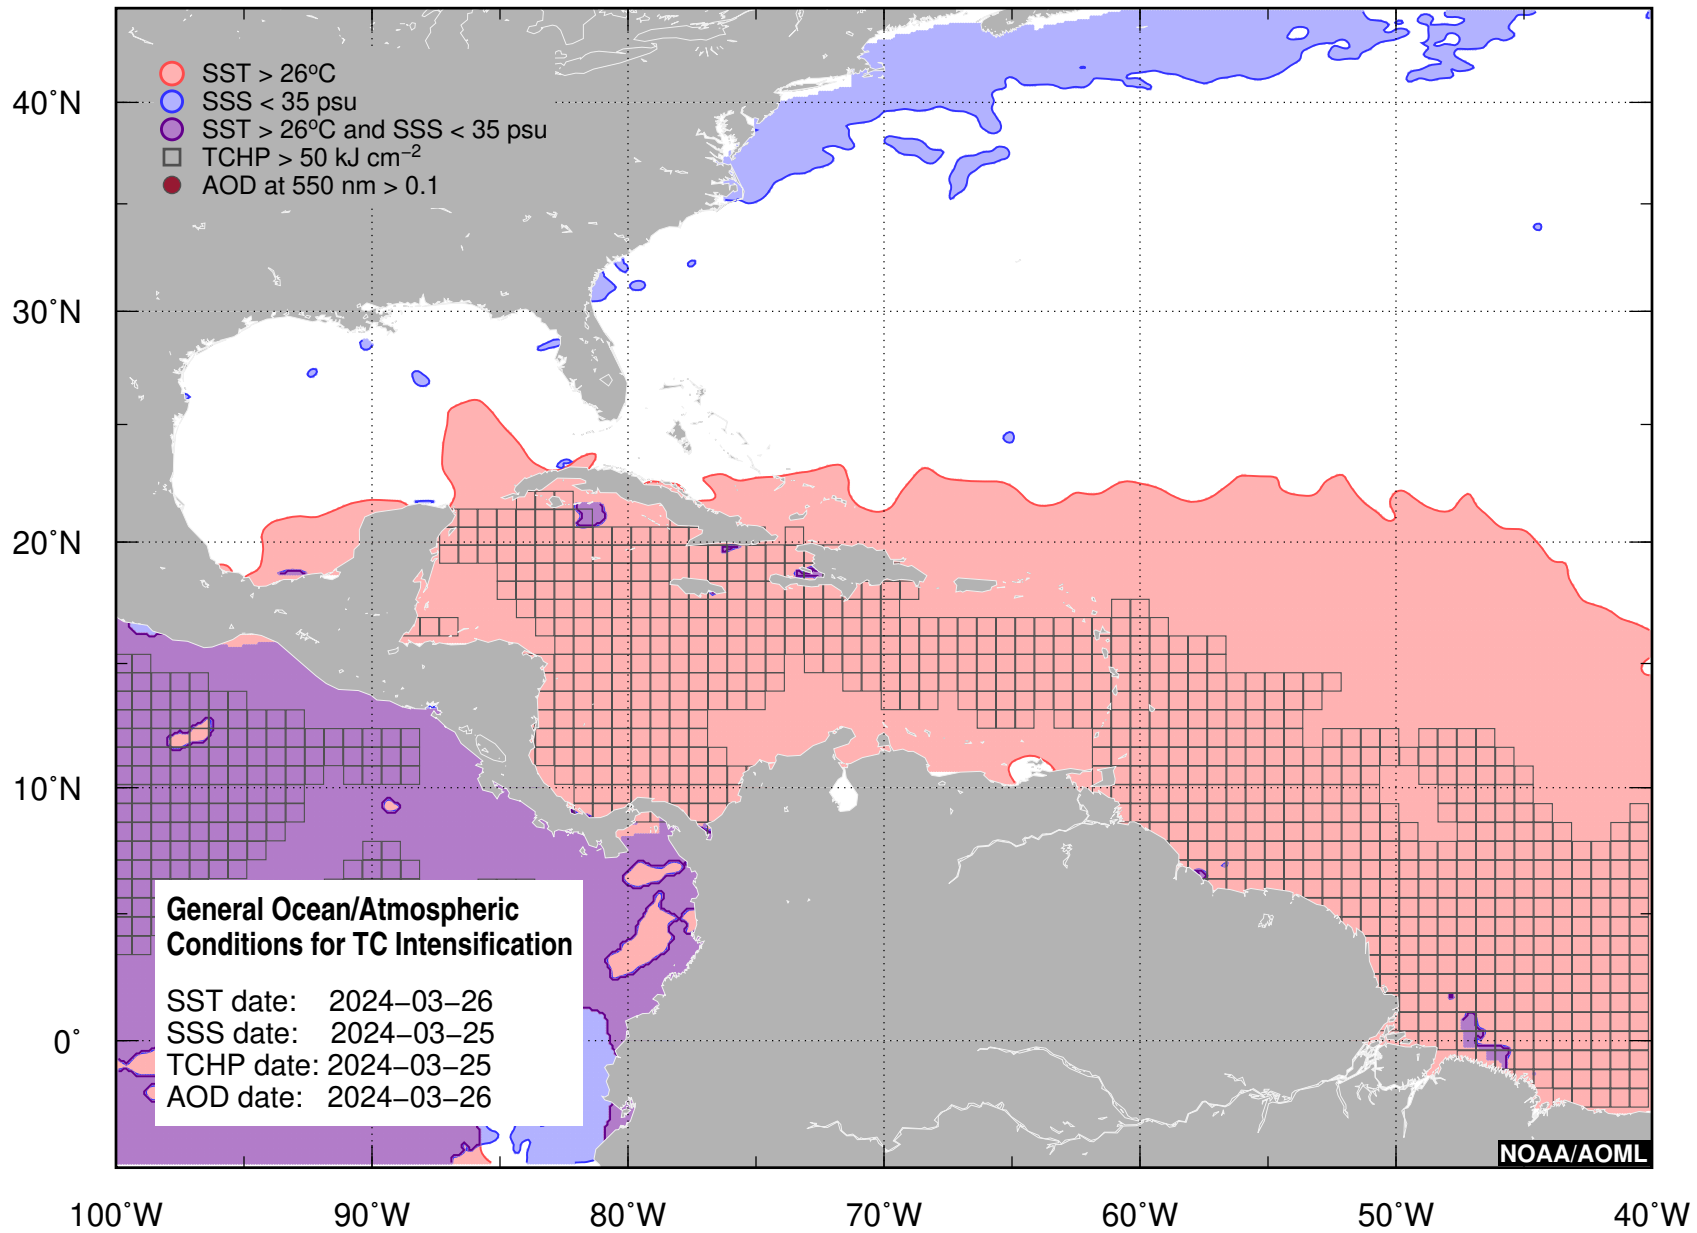 40˚N
30˚N
20˚N
10˚N
0˚
SST > 26ºC
SSS < 35 psu
SST > 26ºC and SSS < 35 psu
TCHP > 50 kJ cm⁻²
AOD at 550 nm > 0.1
General Ocean/Atmospheric
Conditions for TC Intensification
SST date: 2024−03−26
SSS date: 2024−03−25
TCHP date: 2024−03−25
AOD date: 2024−03−26
NOAA/AOML
100˚W 90˚W 80˚W 70˚W 60˚W 50˚W 40˚W